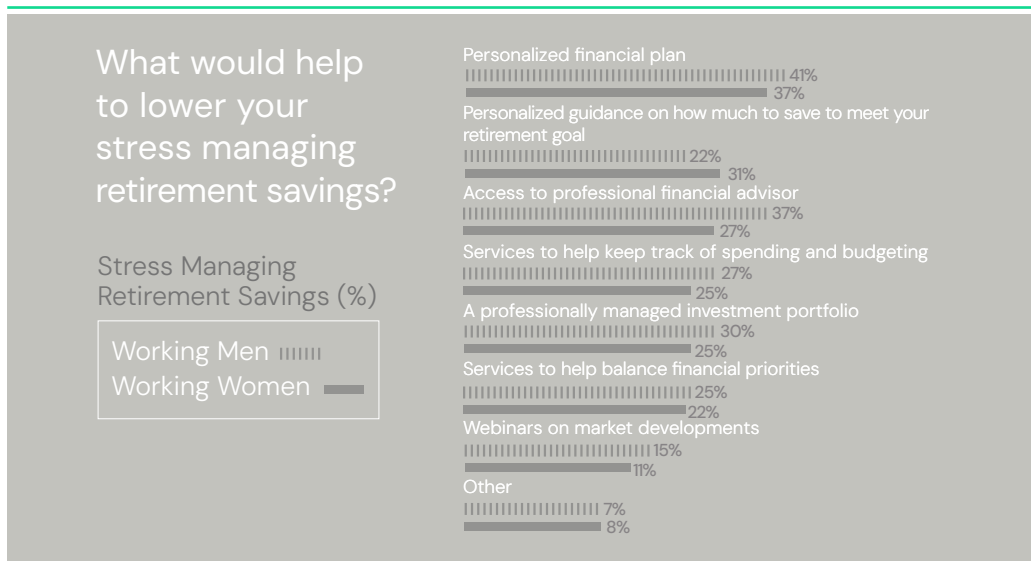 What would help
to lower your
stress managing
retirement savings?
Stress Managing
Retirement Savings (%)
Working Men
Working Women
Personalized financial plan
41%
37%
Personalized guidance on how much to save to meet your
retirement goal
22%
31%
Access to professional financial advisor
37%
27%
Services to help keep track of spending and budgeting
27%
25%
A professionally managed investment portfolio
30%
25%
Services to help balance financial priorities
25%
22%
Webinars on market developments
15%
11%
Other
7%
8%